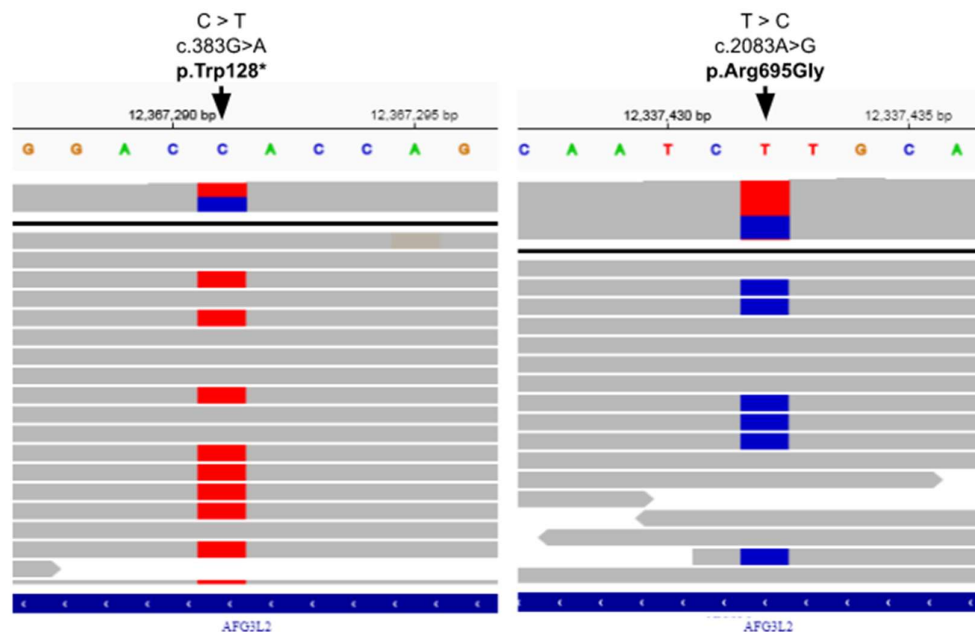 C > T
c.383G>A
p.Trp128*
12,367,290 bp 12,367,295 bp
G G A C C A C C A G
AFG3L2
T > C
c.2083A>G
p.Arg695Gly
12,337,430 bp 12,337,435 bp
C A A T C T T G C A
AFG3L2